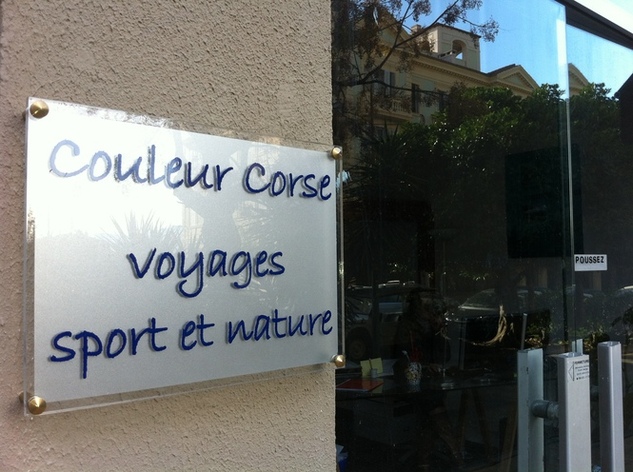 Couleur Corse
voyages
sport et nature
POUSSEZ